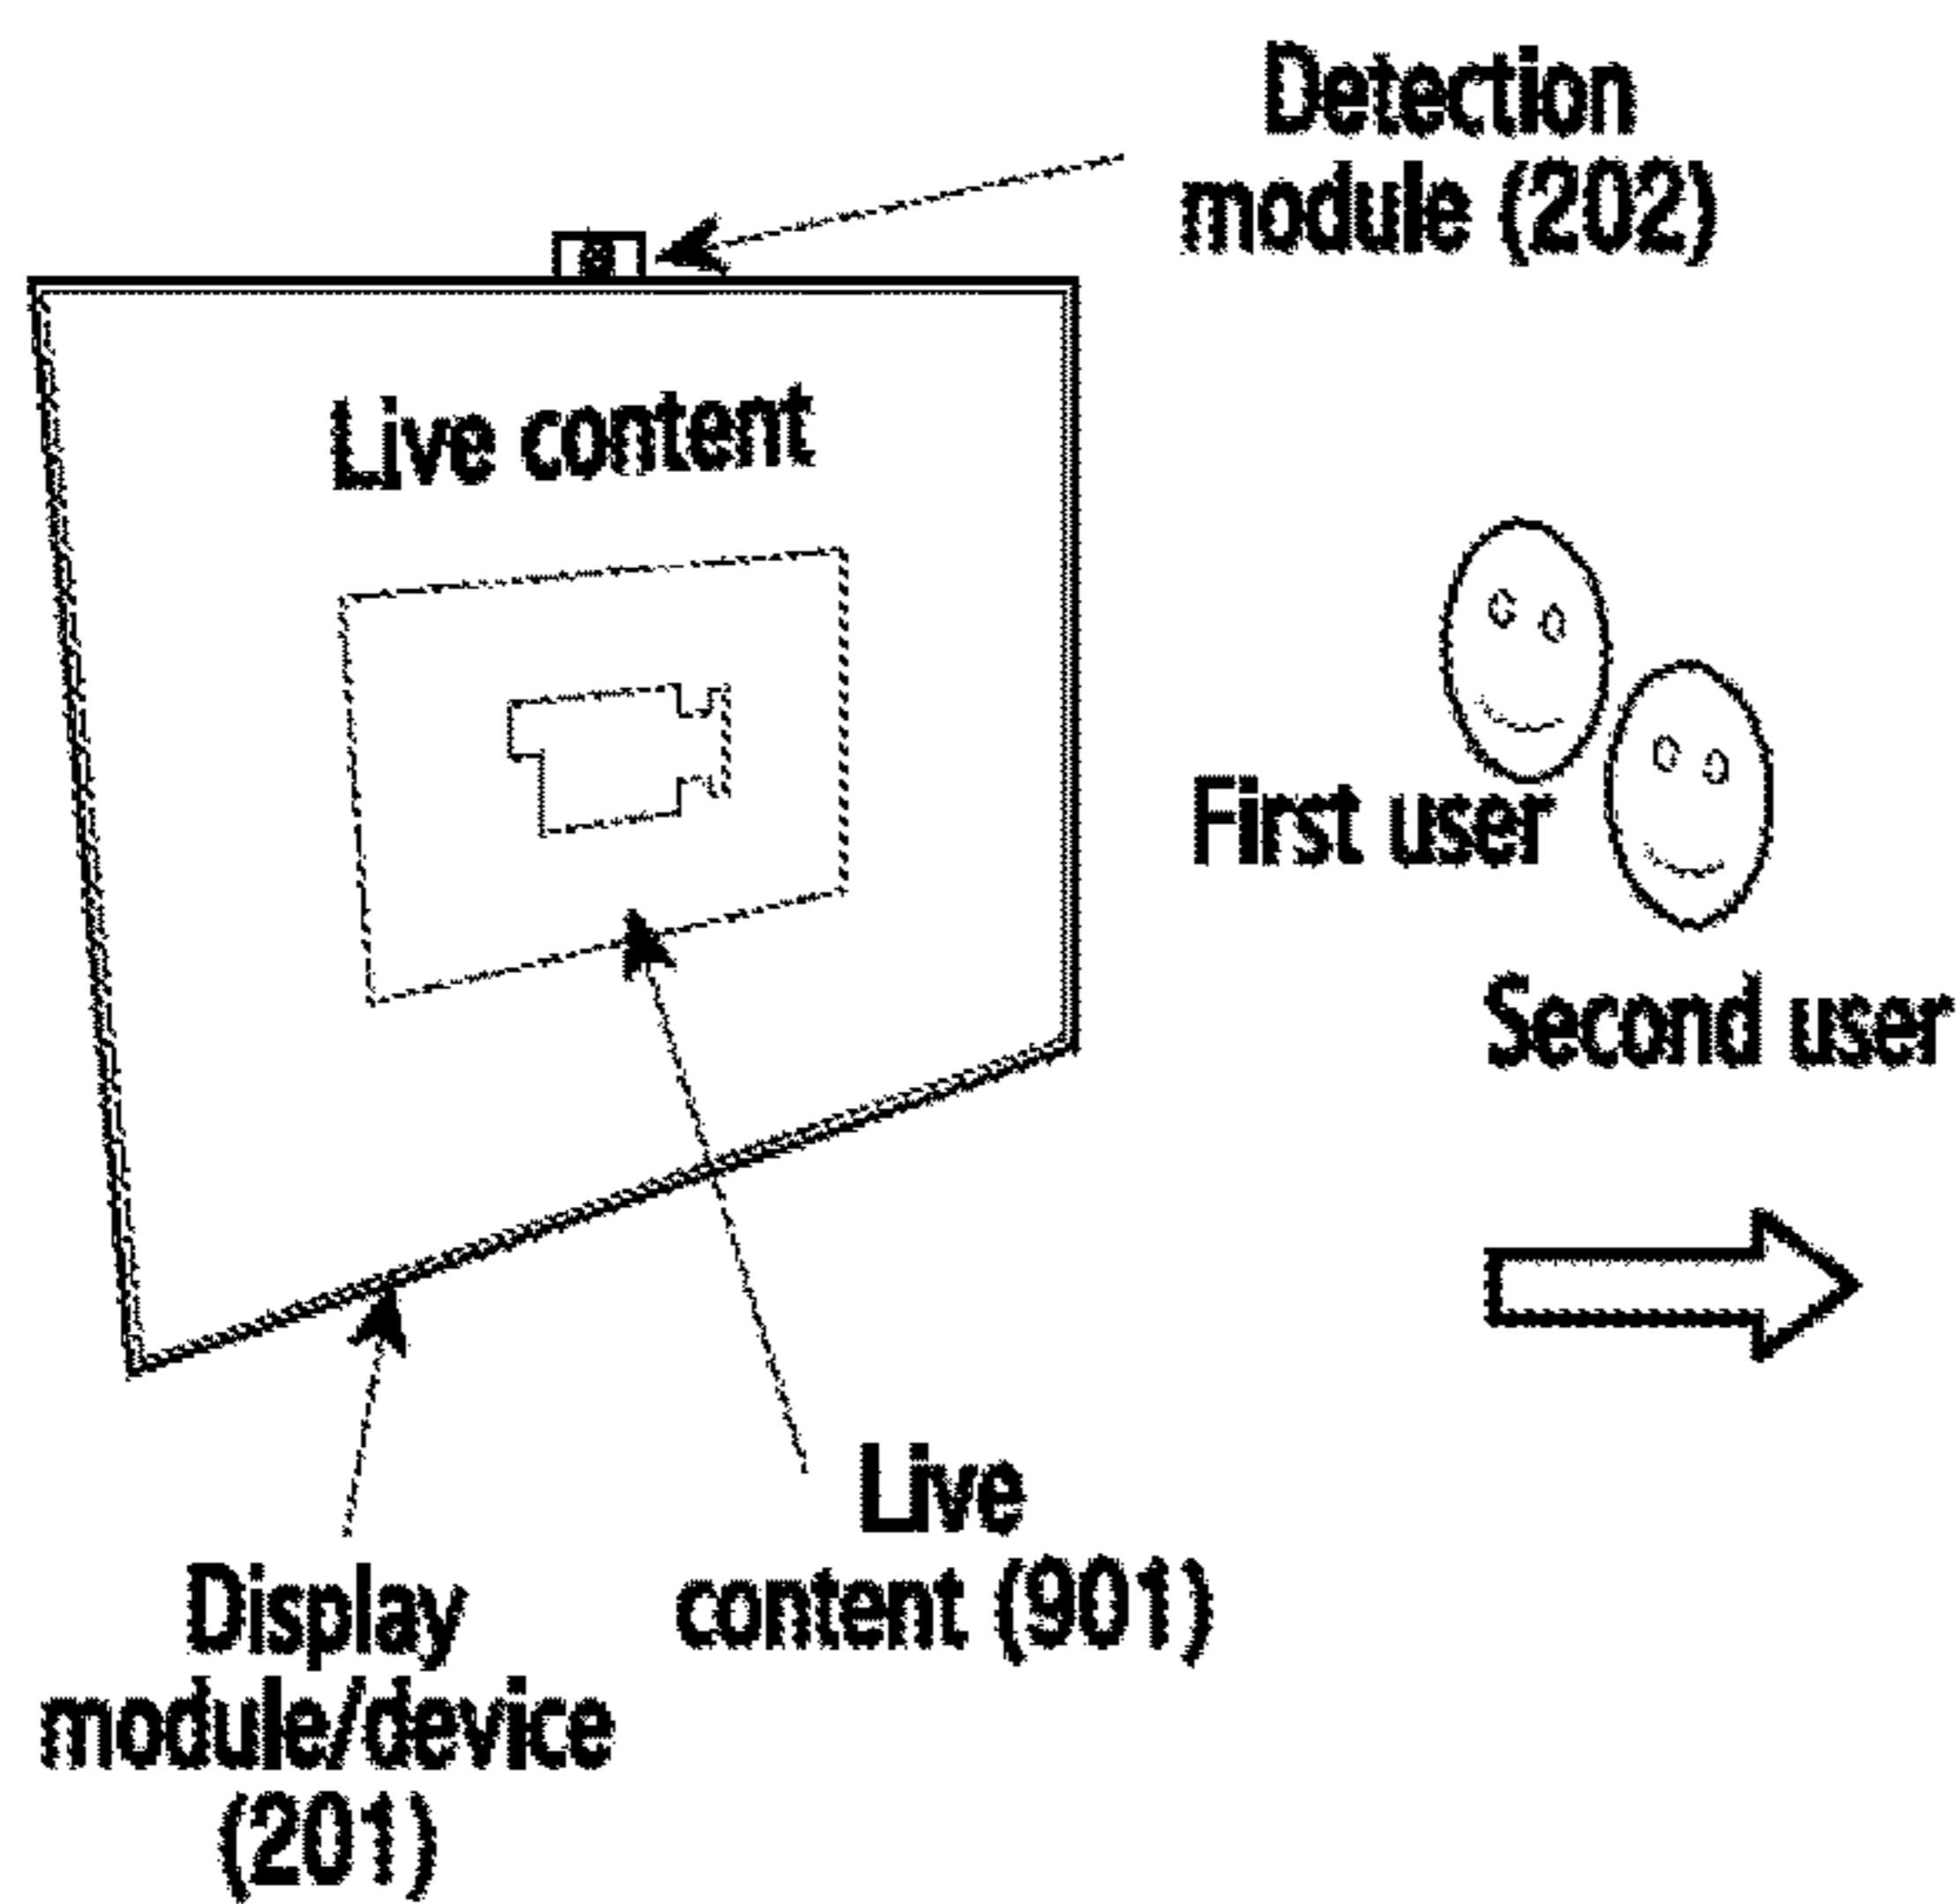 Detection
module (202)
Live content
First user
Second user
Live
content (901)
Display
module/device
(201)